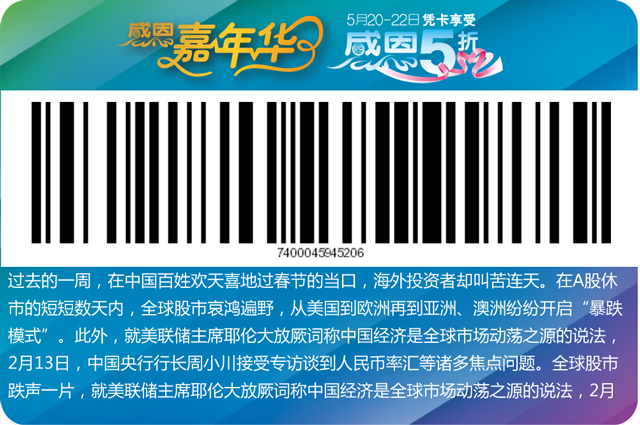 感恩嘉年华
5月20-22日 凭卡享受
感恩5折
7400045945206
过去的一周，在中国百姓欢天喜地过春节的当口，海外投资者却叫苦连天。在A股休
市的短短数天内，全球股市哀鸿遍野，从美国到欧洲再到亚洲、澳洲纷纷开启“暴跌
模式”。此外，就美联储主席耶伦大放厥词称中国经济是全球市场动荡之源的说法，
2月13日，中国央行行长周小川接受专访谈到人民币率汇等诸多焦点问题。全球股市
跌声一片，就美联储主席耶伦大放厥词称中国经济是全球市场动荡之源的说法，2月